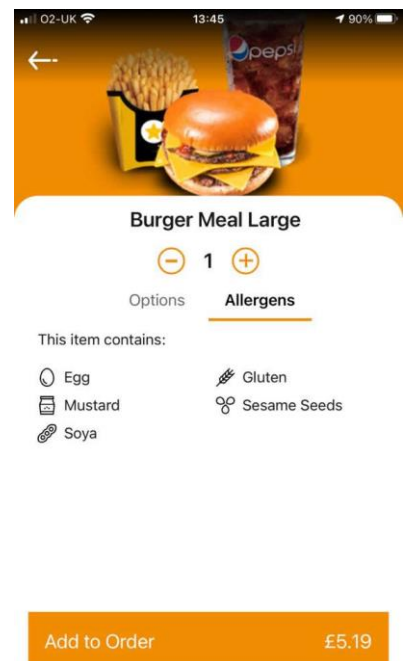 O2-UK 13:45 90%
pepsi
Burger Meal Large
1
Options Allergens
This item contains:
Egg Gluten
Mustard Sesame Seeds
Soya
Add to Order £5.19